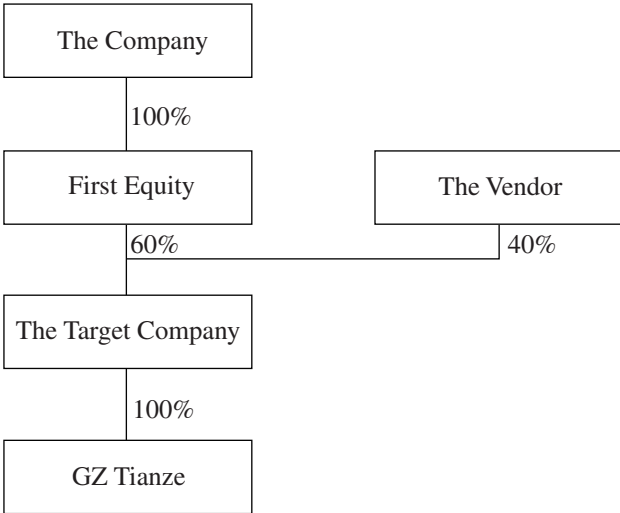 The Company
100%
First Equity
The Vendor
60%
40%
The Target Company
100%
GZ Tianze